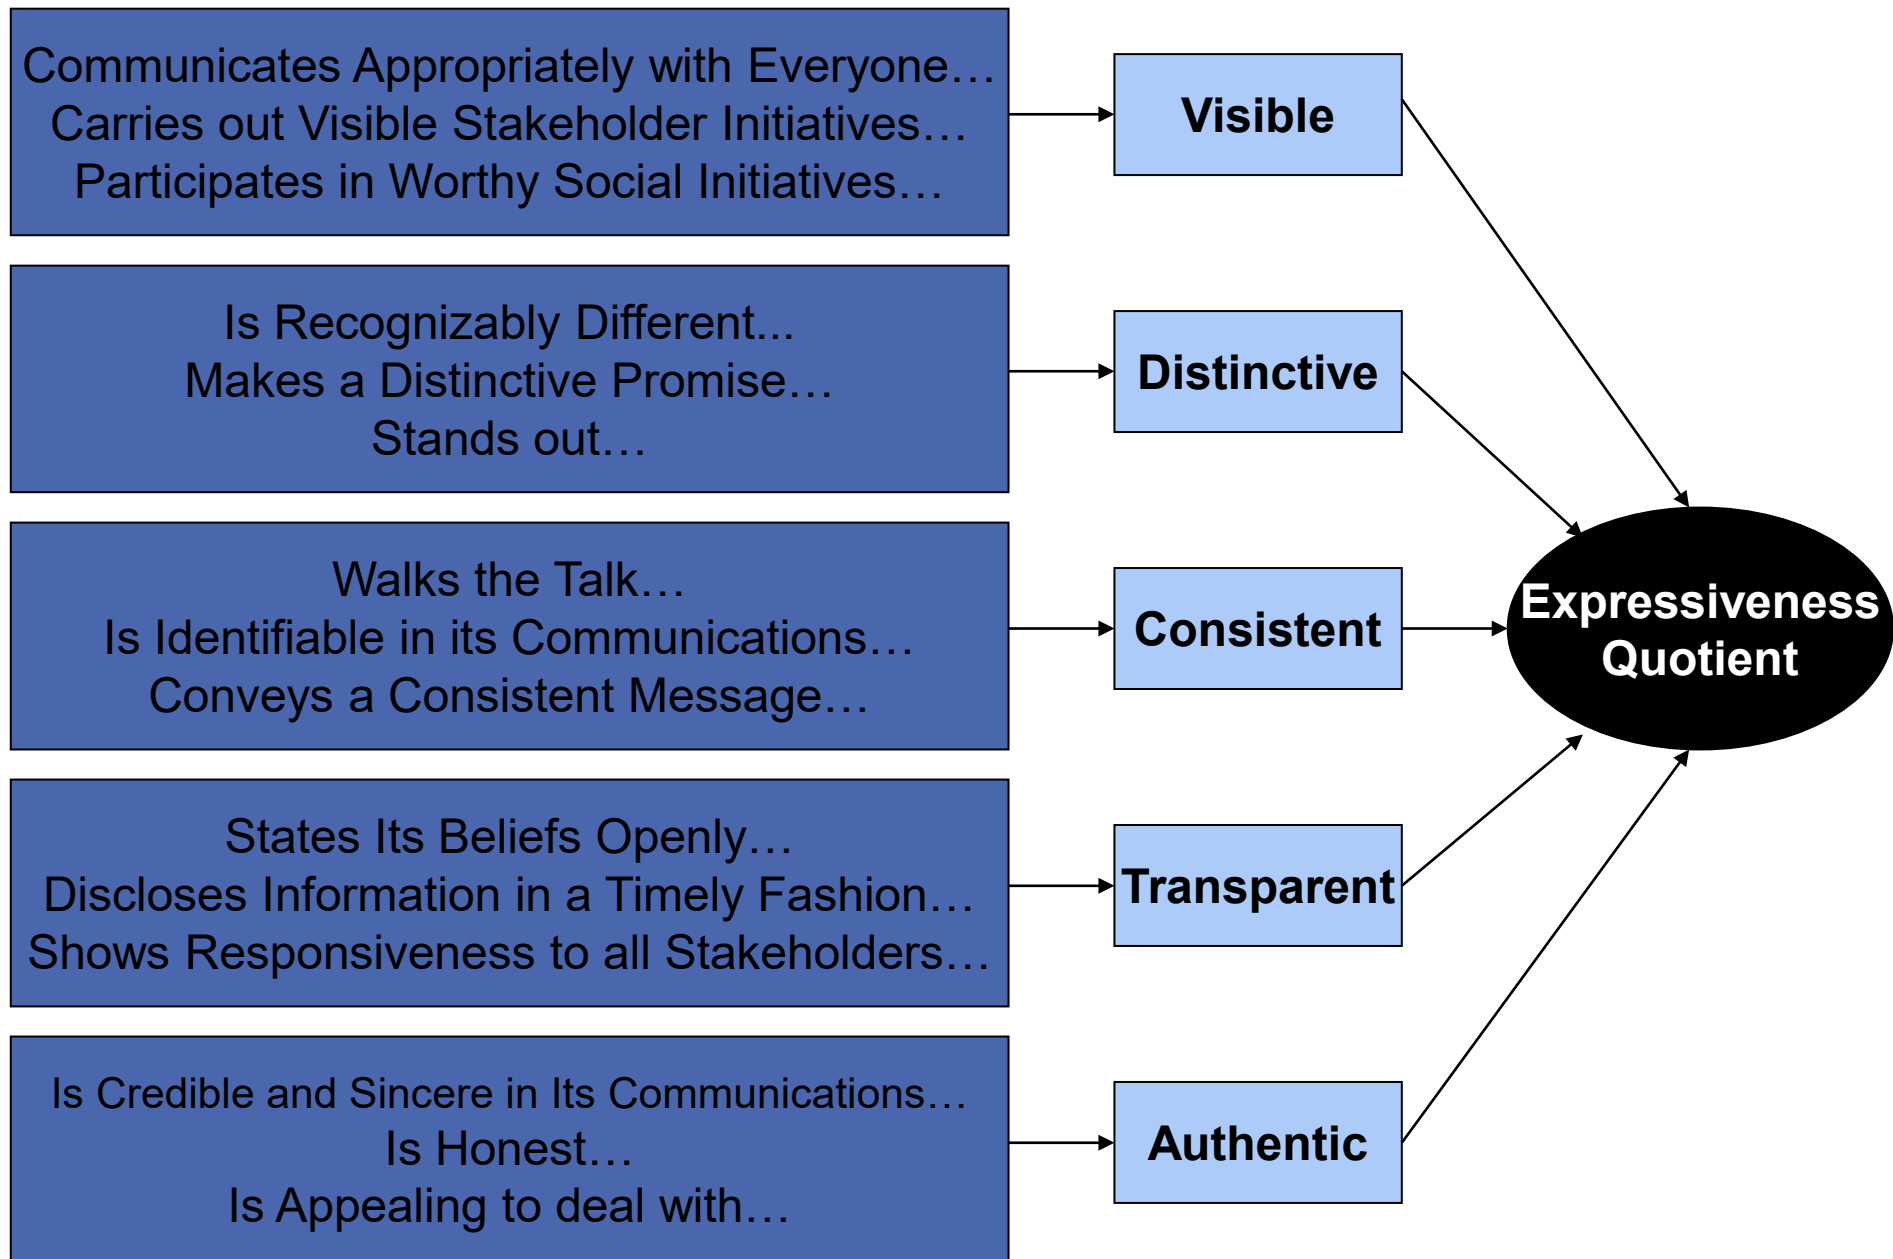 Communicates Appropriately with Everyone…
Carries out Visible Stakeholder Initiatives…
Participates in Worthy Social Initiatives…
Visible
Is Recognizably Different...
Makes a Distinctive Promise…
Stands out…
Distinctive
Walks the Talk…
Is Identifiable in its Communications…
Conveys a Consistent Message…
Consistent
Expressiveness
Quotient
States Its Beliefs Openly…
Discloses Information in a Timely Fashion…
Shows Responsiveness to all Stakeholders…
Transparent
Is Credible and Sincere in Its Communications…
Is Honest…
Is Appealing to deal with…
Authentic